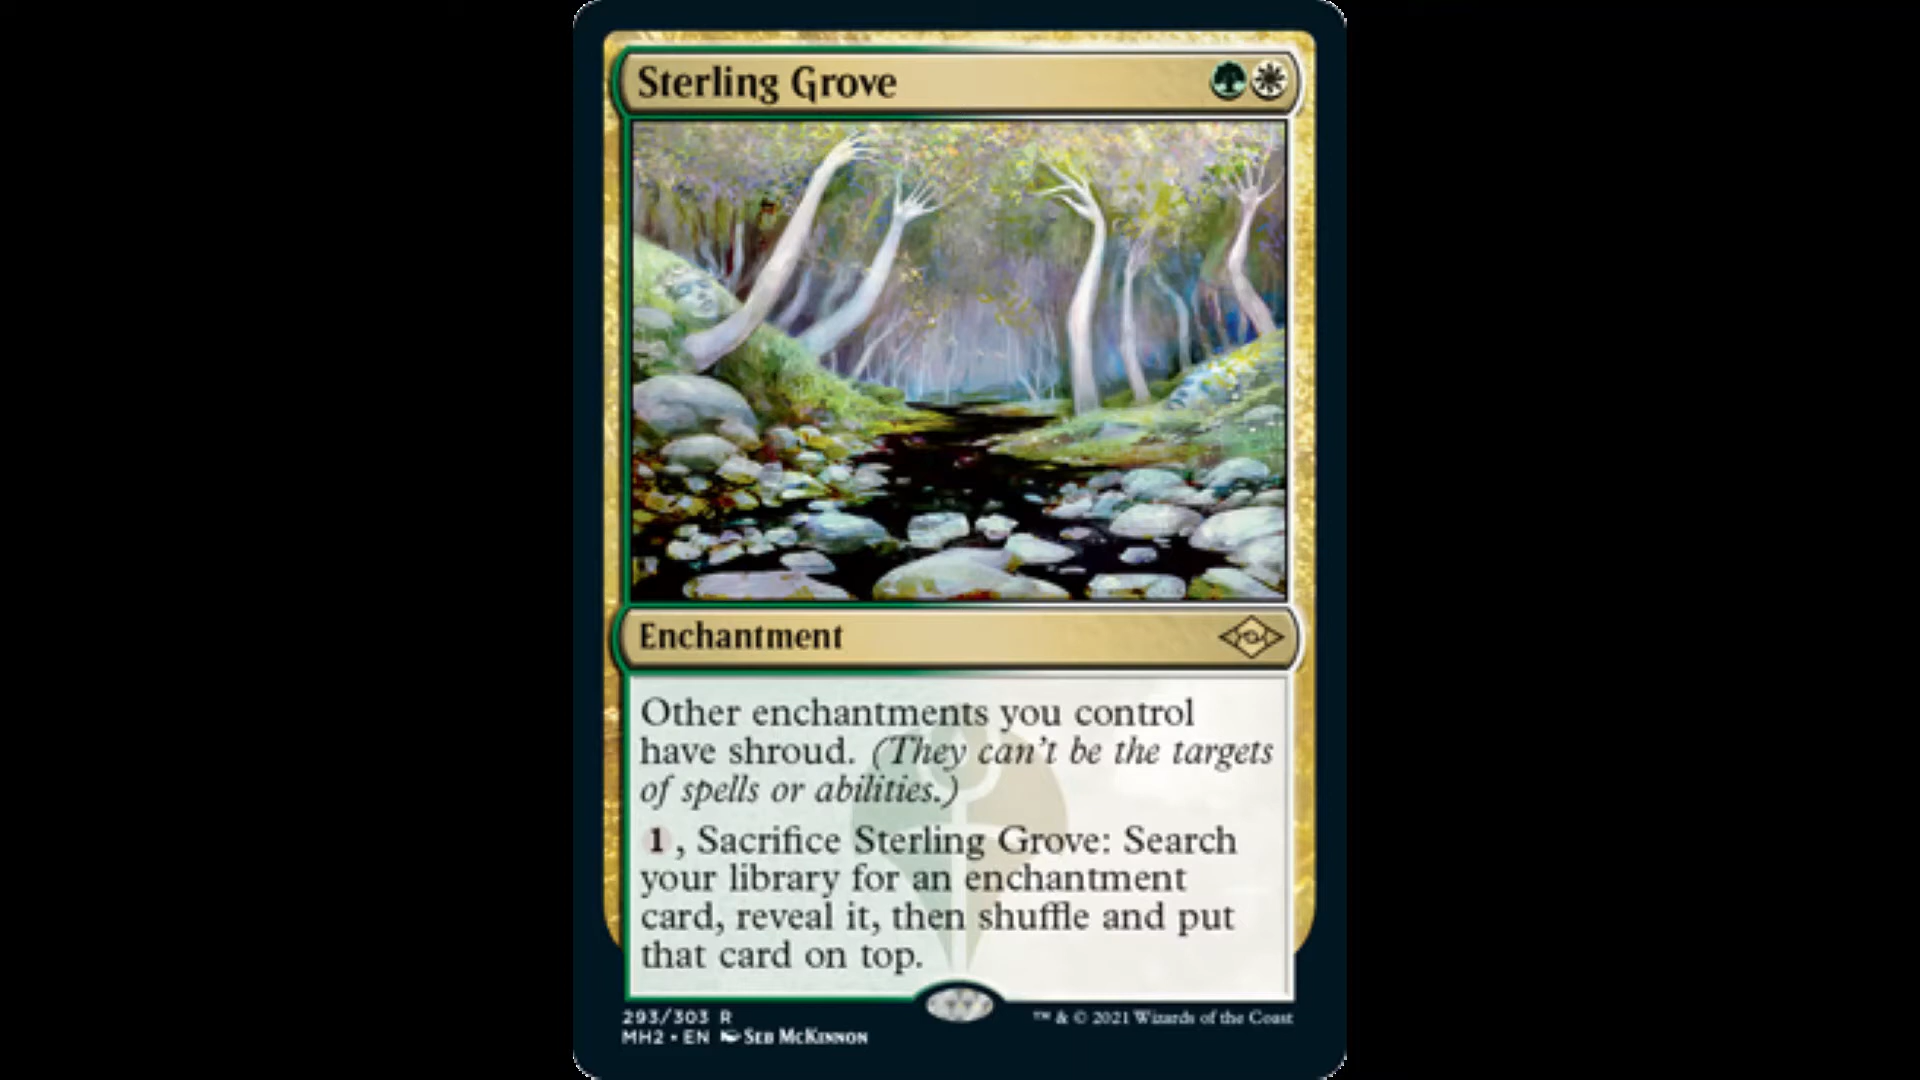 Sterling Grove
Enchantment
Other enchantments you control
have shroud. (They can't be the targets
of spells or abilities.)
1, Sacrifice Sterling Grove: Search
your library for an enchantment
card, reveal it, then shuffle and put
that card on top.
293/303 R
MH2 • EN Seb McKinnon
™ & © 2021 Wizards of the Coast